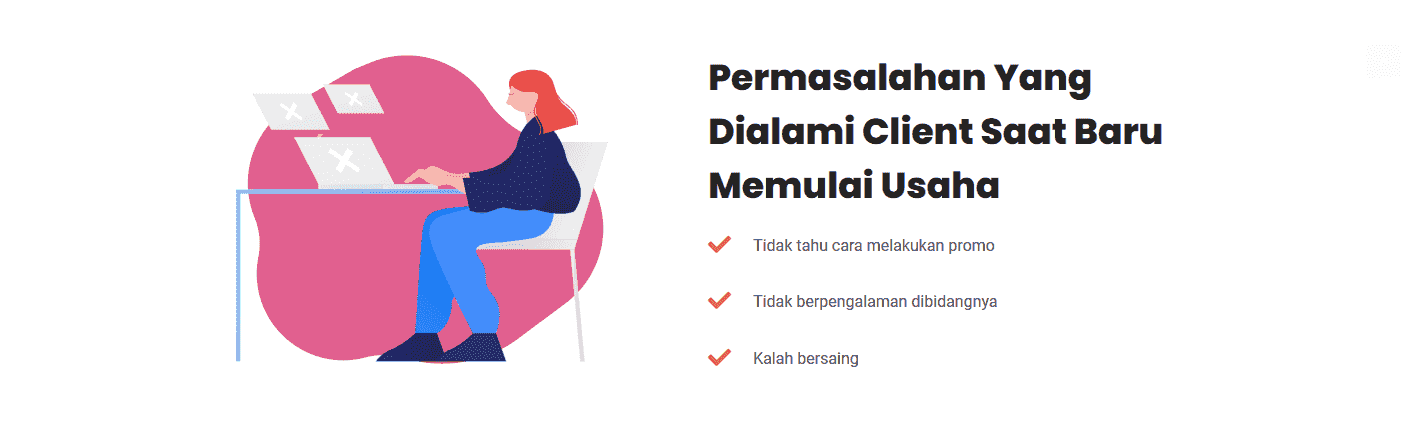 Permasalahan Yang
Dialami Client Saat Baru
Memulai Usaha
Tidak tahu cara melakukan promo
Tidak berpengalaman dibidangnya
Kalah bersaing